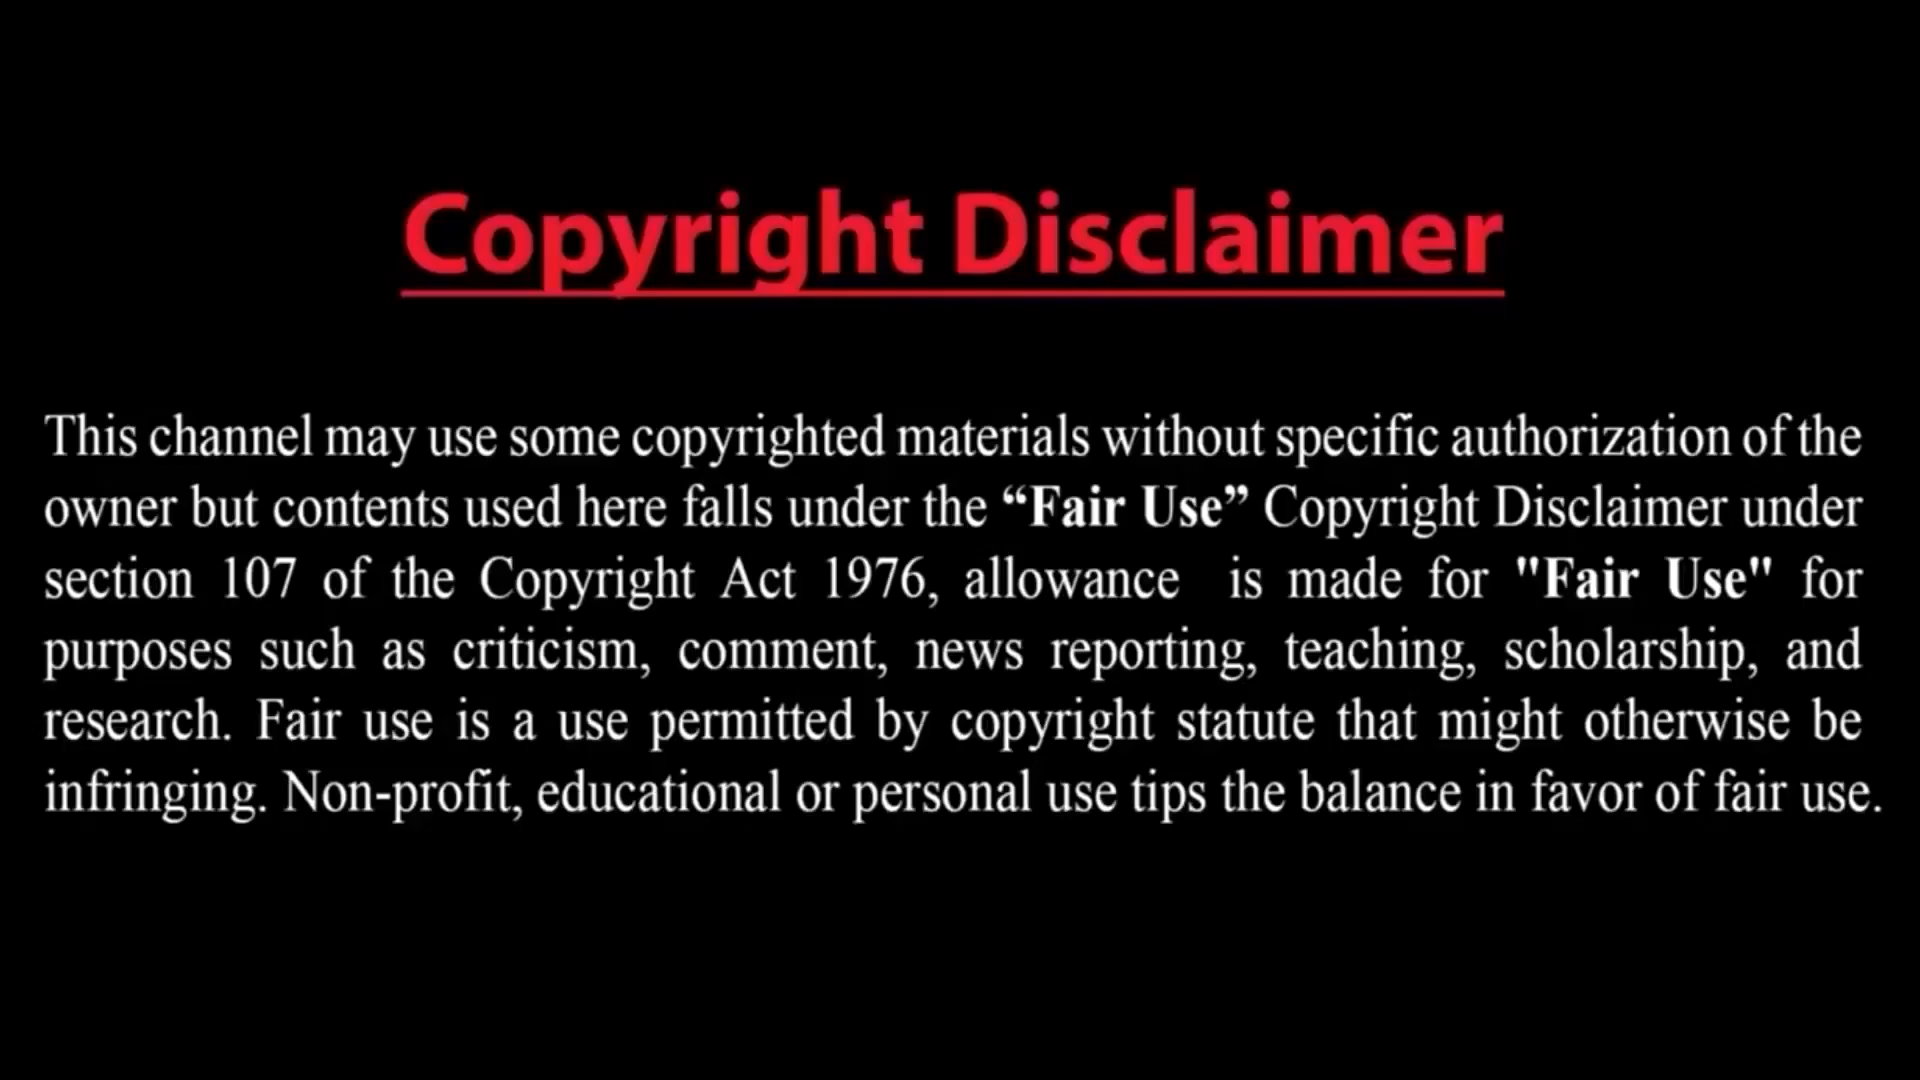 Copyright Disclaimer
This channel may use some copyrighted materials without specific authorization of the
owner but contents used here falls under the “Fair Use” Copyright Disclaimer under
section 107 of the Copyright Act 1976, allowance is made for "Fair Use" for
purposes such as criticism, comment, news reporting, teaching, scholarship, and
research. Fair use is a use permitted by copyright statute that might otherwise be
infringing. Non-profit, educational or personal use tips the balance in favor of fair use.